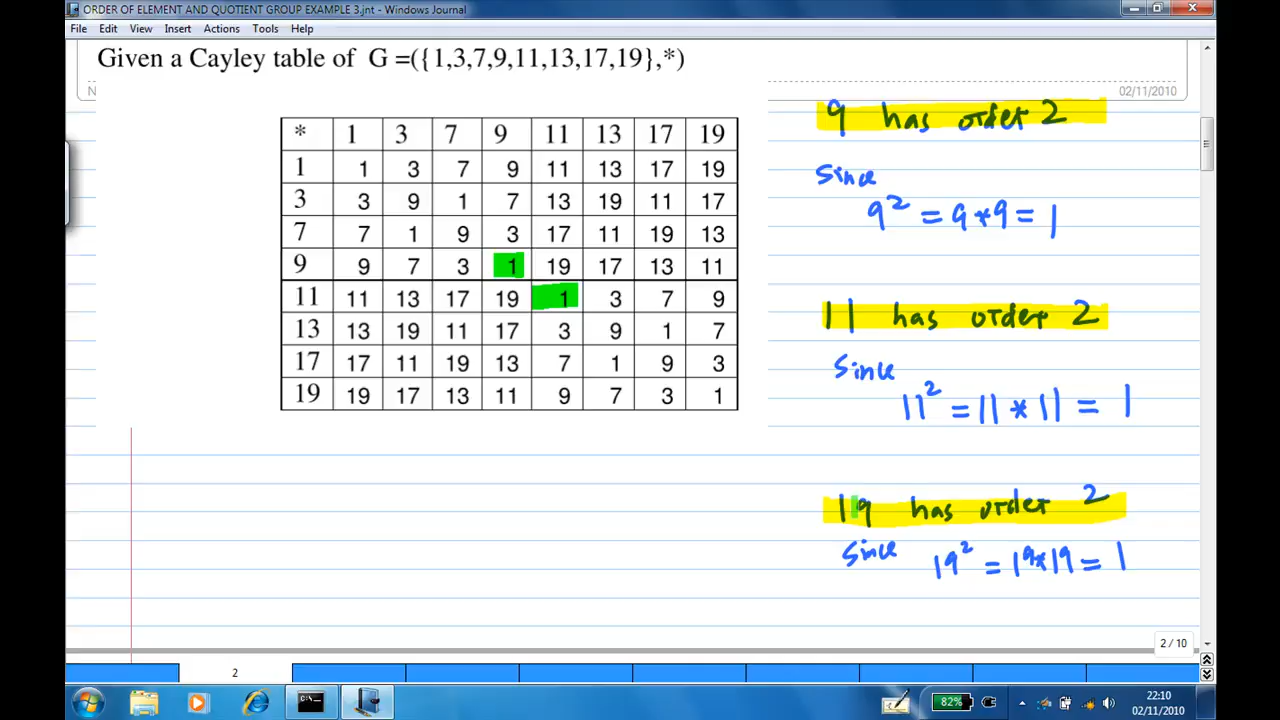 ORDER OF ELEMENT AND QUOTIENT GROUP EXAMPLE 3.jnt - Windows Journal
File Edit View Insert Actions Tools Help
Given a Cayley table of G =({1,3,7,9,11,13,17,19},*)
02/11/2010
* 1 3 7 9 11 13 17 19
1 1 3 7 9 11 13 17 19
3 3 9 1 7 13 19 11 17
7 7 1 9 3 17 11 19 13
9 9 7 3 1 19 17 13 11
11 11 13 17 19 1 3 7 9
13 13 19 11 17 3 9 1 7
17 17 11 19 13 7 1 9 3
19 19 17 13 11 9 7 3 1
9 has order 2
Since
9² = 9*9 = 1
11 has order 2
Since
11² = 11 * 11 = 1
19 has order 2
Since 19² = 19*19 = 1
2 / 10
2
82%
22:10
02/11/2010